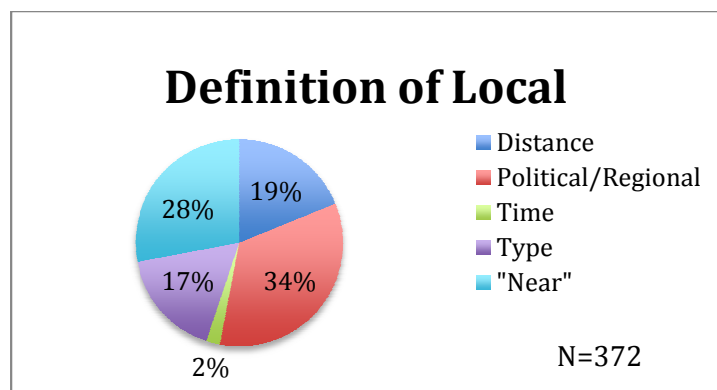 Definition of Local
19%
34%
2%
17%
28%
Distance
Political/Regional
Time
Type
"Near"
N=372